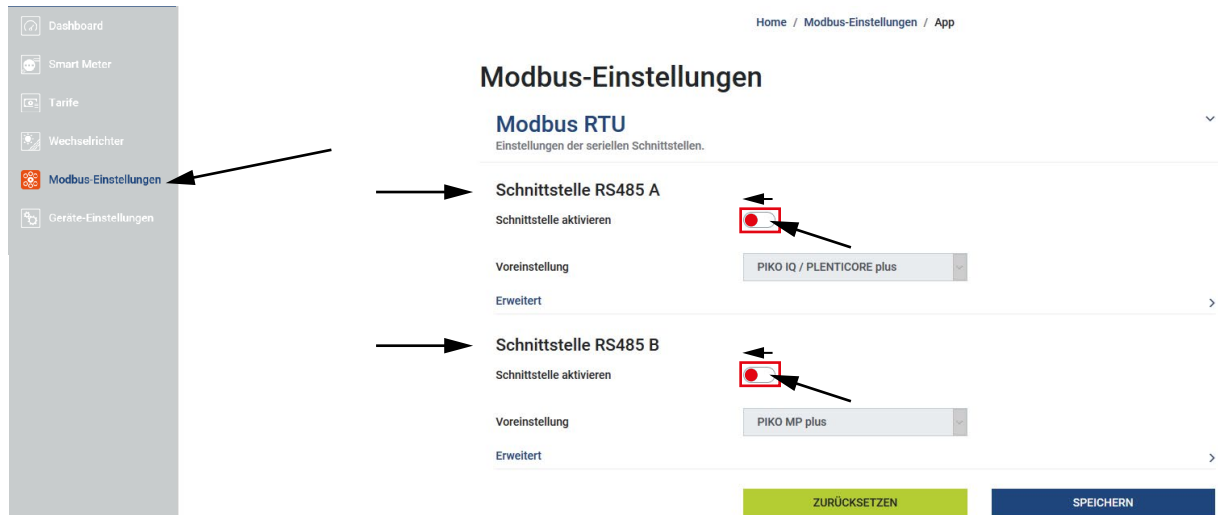 Dashboard
Smart Meter
Tarife
Wechselrichter
Modbus-Einstellungen
Geräte-Einstellungen
Home / Modbus-Einstellungen / App
Modbus-Einstellungen
Modbus RTU
Einstellungen der seriellen Schnittstellen.
Schnittstelle RS485 A
Schnittstelle aktivieren
Voreinstellung PIKO IQ / PLENTICORE plus
Erweitert
Schnittstelle RS485 B
Schnittstelle aktivieren
Voreinstellung PIKO MP plus
Erweitert
ZURÜCKSETZEN SPEICHERN